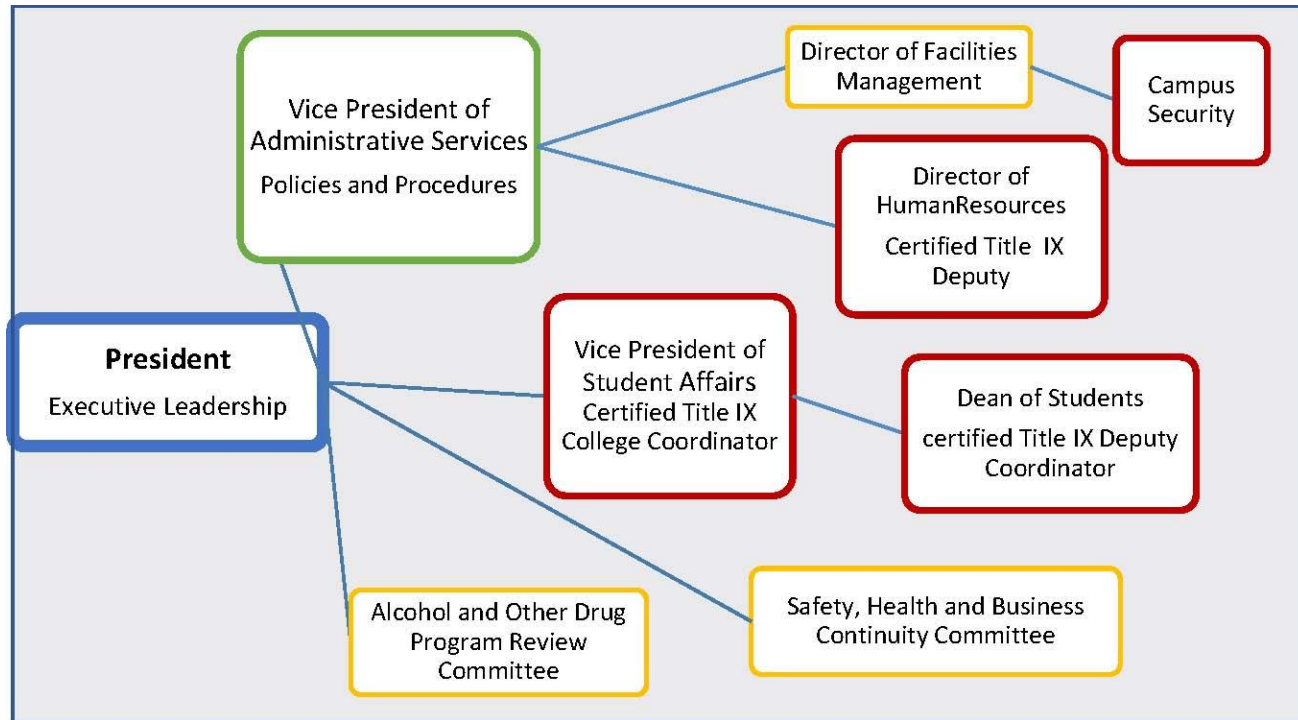 Vice President of
Administrative Services
Policies and Procedures
Director of Facilities
Management
Campus
Security
Director of
HumanResources
Certified Title IX
Deputy
President
Executive Leadership
Vice President of
Student Affairs
Certified Title IX
College Coordinator
Dean of Students
certified Title IX Deputy
Coordinator
Alcohol and Other Drug
Program Review
Committee
Safety, Health and Business
Continuity Committee